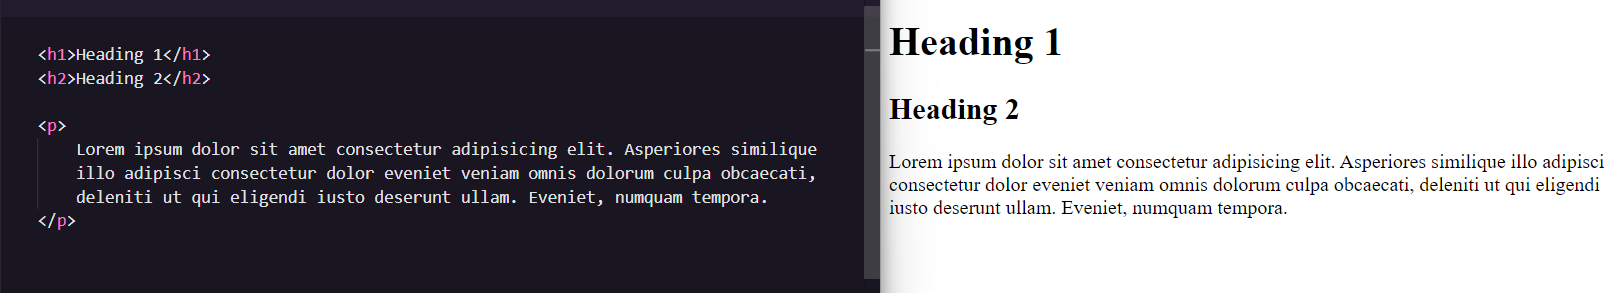 <h1>Heading 1</h1>
<h2>Heading 2</h2>
<p>
Lorem ipsum dolor sit amet consectetur adipisicing elit. Asperiores similique
illo adipisci consectetur dolor eveniet veniam omnis dolorum culpa obcaecati,
deleniti ut qui eligendi iusto deserunt ullam. Eveniet, numquam tempora.
</p>
Heading 1
Heading 2
Lorem ipsum dolor sit amet consectetur adipisicing elit. Asperiores similique illo adipisci
consectetur dolor eveniet veniam omnis dolorum culpa obcaecati, deleniti ut qui eligendi
iusto deserunt ullam. Eveniet, numquam tempora.